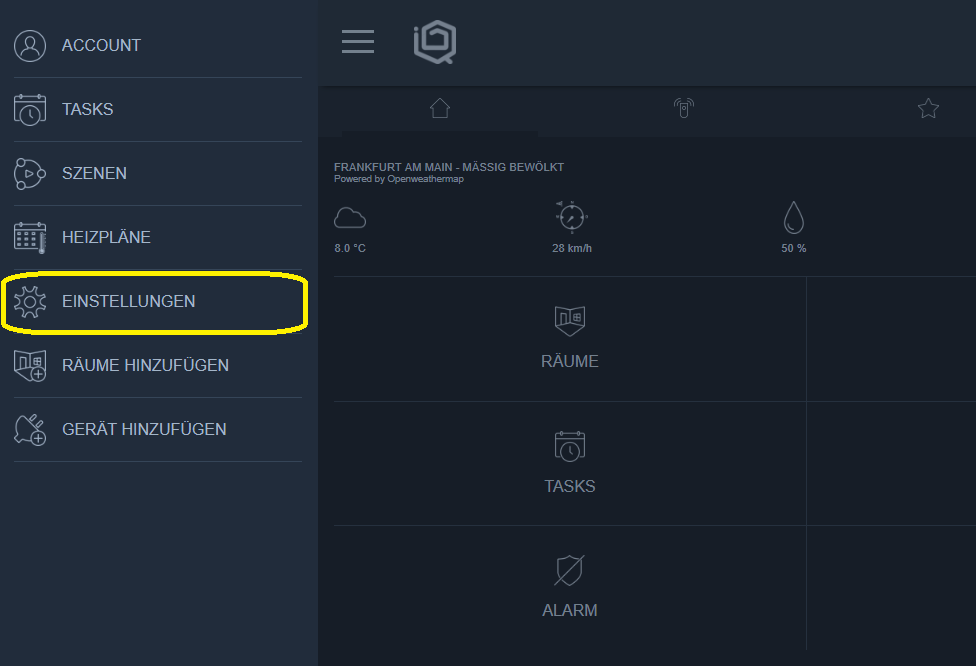 ACCOUNT
TASKS
SZENEN
HEIZPLÄNE
EINSTELLUNGEN
RÄUME HINZUFÜGEN
GERÄT HINZUFÜGEN
FRANKFURT AM MAIN - MÄSSIG BEWÖLKT
Powered by Openweathermap
8.0 °C
28 km/h
50 %
RÄUME
TASKS
ALARM